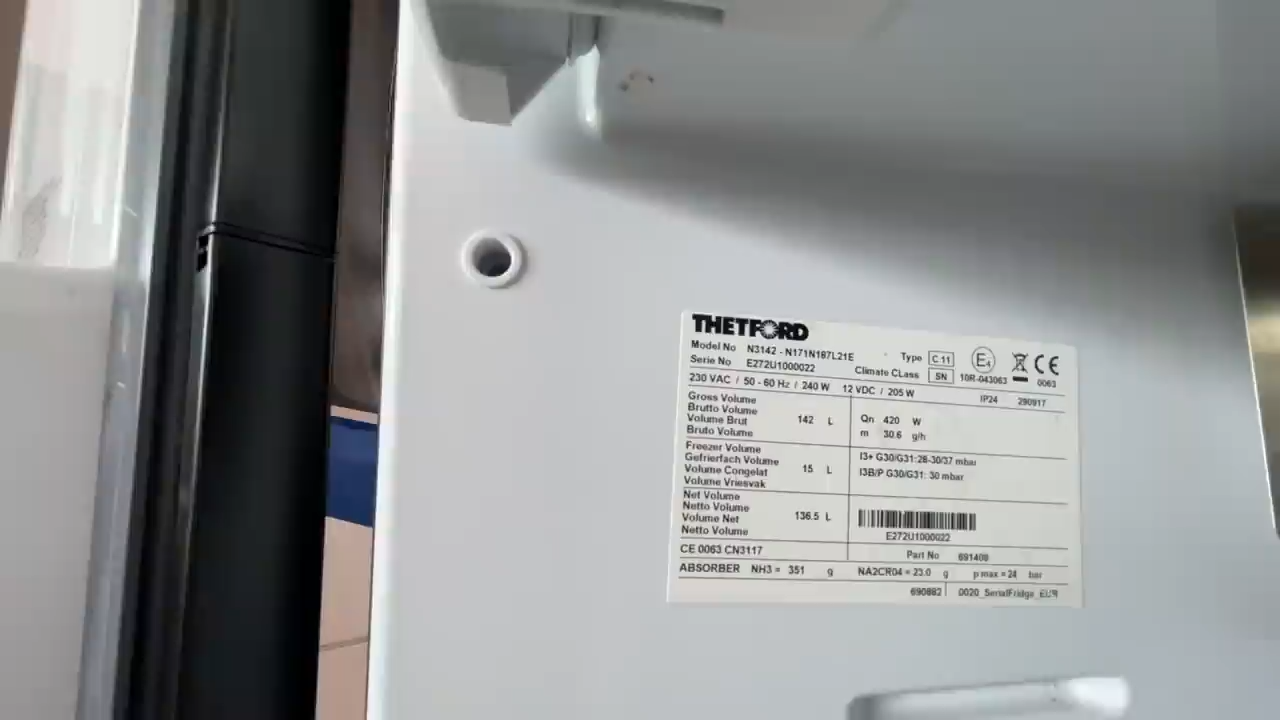 THETFORD
Model No N3142 - N171N187L21E Type C 11 E4 CE
Serie No E272U1000022 Climate CLass SN 10R-043063 0063
230 VAC / 50 - 60 Hz / 240 W 12 VDC / 205 W IP24 290917
Gross Volume
Brutto Volume
Volume Brut 142 L
Bruto Volume
Qn 420 W
m 30.6 g/h
Freezer Volume
Gefrierfach Volume
Volume Congelat 15 L
Volume Vriesvak
I3+ G30/G31:28-30/37 mbar
I3B/P G30/G31: 30 mbar
Net Volume
Netto Volume
Volume Net 136.5 L
Netto Volume
E272U1000022
CE 0063 CN3117 Part No 691408
ABSORBER NH3 = 351 g NA2CR04 = 23.0 g p max = 24 bar
690882 0020_SerialFridge_EUR